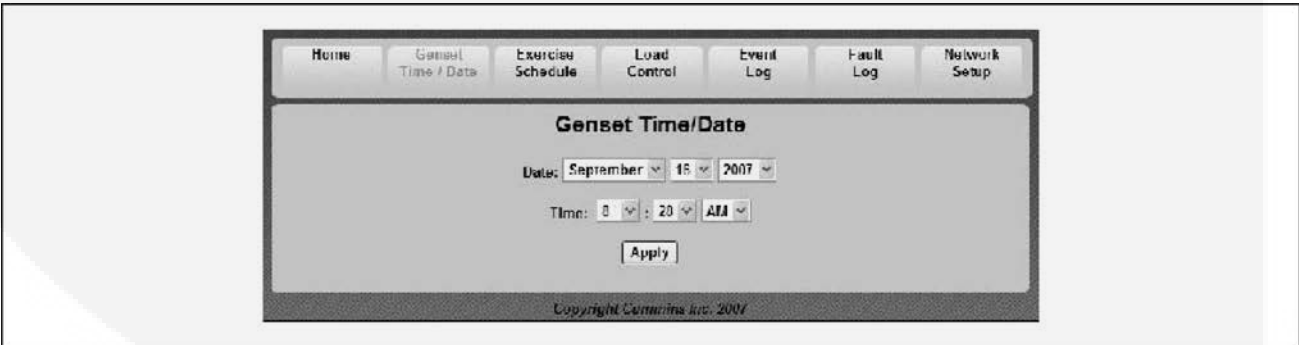 Home Genset Exercise Load Event Fault Network
Time / Date Schedule Control Log Log Setup
Genset Time/Date
Date: September 2007
Time: 8 : 20 AM
Apply
Copyright Cummins Inc. 2007